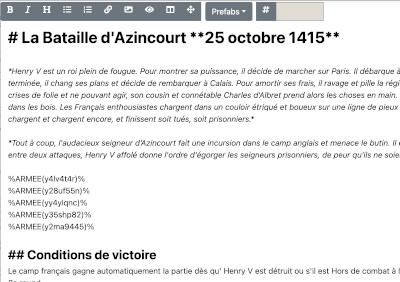 B I H Prefabs #
# La Bataille d'Azincourt **25 octobre 1415**
*Henry V est un roi plein de fougue. Pour montrer sa puissance, il décide de marcher sur Paris. Il débarque à
terminée, il chang ses plans et décide de rembarquer à Calais. Pour amortir ses frais, il ravage et pille la régi
crises de folie et ne pouvant agir, son cousin et connétable Charles d'Albret prend alors les choses en main.
dans les bois. Les Français enthousiastes chargent dans un couloir étriqué et boueux sur une ligne de pieux
chargent et chargent encore, et finissent soit tués, soit prisonniers.*
*Tout à coup, l'audacieux seigneur d'Azincourt fait une incursion dans le camp anglais et menace le butin. Il
entre deux attaques, Henry V affolé donne l'ordre d'égorger les seigneurs prisonniers, de peur qu'ils ne soie
%ARMEE(y4lv4t4r)%
%ARMEE(y28uf55n)%
%ARMEE(yy4ylqnc)%
%ARMEE(y35shp82)%
%ARMEE(y2ma9445)%
## Conditions de victoire
Le camp français gagne automatiquement la partie dès qu' Henry V est détruit ou s'il est Hors de combat à l